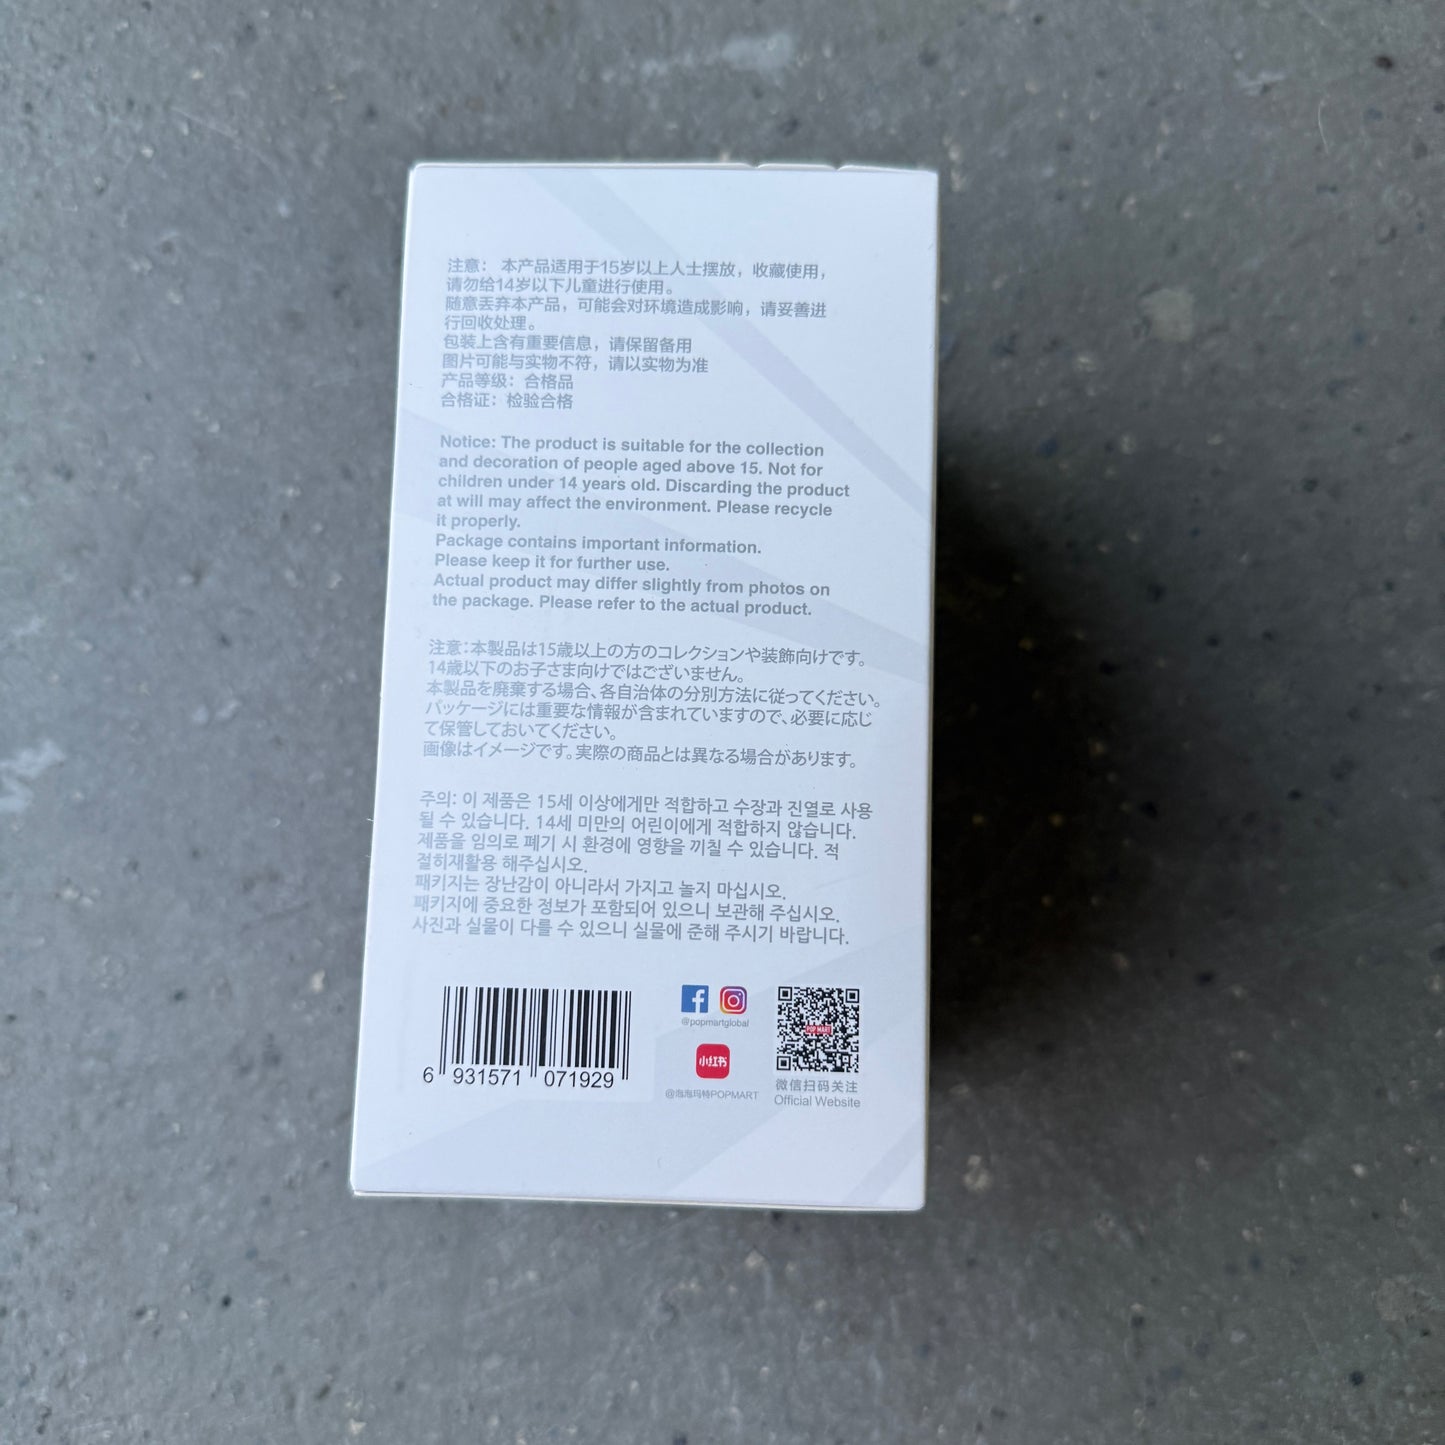 注意： 本产品适用于15岁以上人士摆放，收藏使用，
请勿给14岁以下儿童进行使用。
随意丢弃本产品，可能会对环境造成影响，请妥善进
行回收处理。
包装上含有重要信息，请保留备用
图片可能与实物不符，请以实物为准
产品等级：合格品
合格证：检验合格
Notice: The product is suitable for the collection
and decoration of people aged above 15. Not for
children under 14 years old. Discarding the product
at will may affect the environment. Please recycle
it properly.
Package contains important information.
Please keep it for further use.
Actual product may differ slightly from photos on
the package. Please refer to the actual product.
注意：本製品は15歳以上の方のコレクションや装飾向けです。
14歳以下のお子さま向けではございません。
本製品を廃棄する場合、各自治体の分別方法に従ってください。
パッケージには重要な情報が含まれていますので、必要に応じ
て保管しておいてください。
画像はイメージです。実際の商品とは異なる場合があります。
주의: 이 제품은 15세 이상에게만 적합하고 수장과 진열로 사용
될 수 있습니다. 14세 미만의 어린이에게 적합하지 않습니다.
제품을 임의로 폐기 시 환경에 영향을 끼칠 수 있습니다. 적
절히재활용 해주십시오.
패키지는 장난감이 아니라서 가지고 놀지 마십시오.
패키지에 중요한 정보가 포함되어 있으니 보관해 주십시오.
사진과 실물이 다를 수 있으니 실물에 준해 주시기 바랍니다.
6 931571 071929
@popmartglobal
小红书
@泡泡玛特POPMART
POP MART
微信扫码关注
Official Website